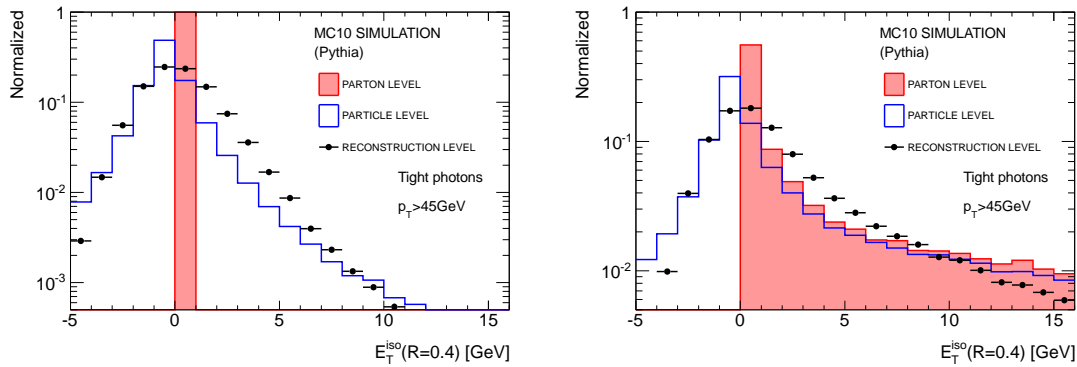 Normalized
1
10^-1
10^-2
10^-3
-5
0
5
10
15
E_T^iso(R=0.4) [GeV]
MC10 SIMULATION
(Pythia)
PARTON LEVEL
PARTICLE LEVEL
RECONSTRUCTION LEVEL
Tight photons
p_T>45GeV
Normalized
1
10^-1
10^-2
-5
0
5
10
15
E_T^iso(R=0.4) [GeV]
MC10 SIMULATION
(Pythia)
PARTON LEVEL
PARTICLE LEVEL
RECONSTRUCTION LEVEL
Tight photons
p_T>45GeV